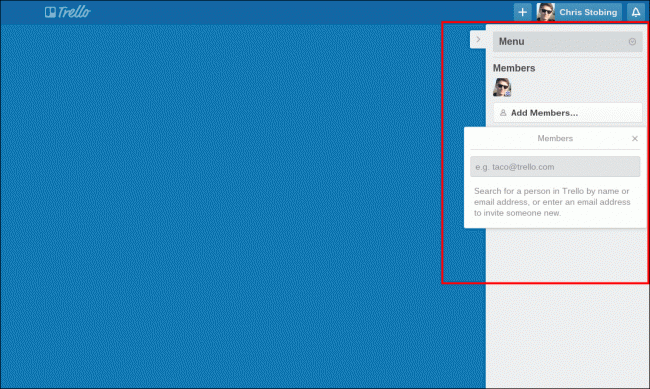 Trello
Chris Stobing
Menu
Members
Add Members...
Members
e.g. taco@trello.com
Search for a person in Trello by name or
email address, or enter an email address
to invite someone new.